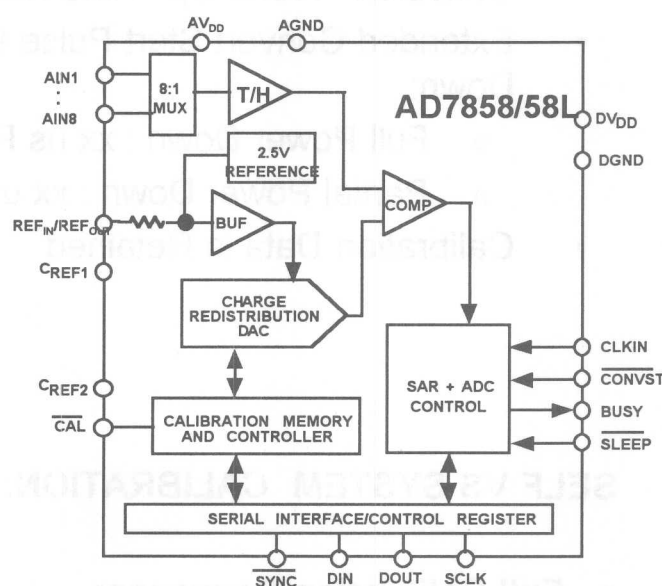 AVDD
AGND
AIN1
:
AIN8
8:1
MUX
T/H
AD7858/58L
DVDD
DGND
2.5V
REFERENCE
REFIN/REFOUT
BUF
COMP
CREF1
CHARGE
REDISTRIBUTION
DAC
CLKIN
CONVST
BUSY
SLEEP
SAR + ADC
CONTROL
CREF2
CAL
CALIBRATION MEMORY
AND CONTROLLER
SERIAL INTERFACE/CONTROL REGISTER
SYNC
DIN
DOUT
SCLK